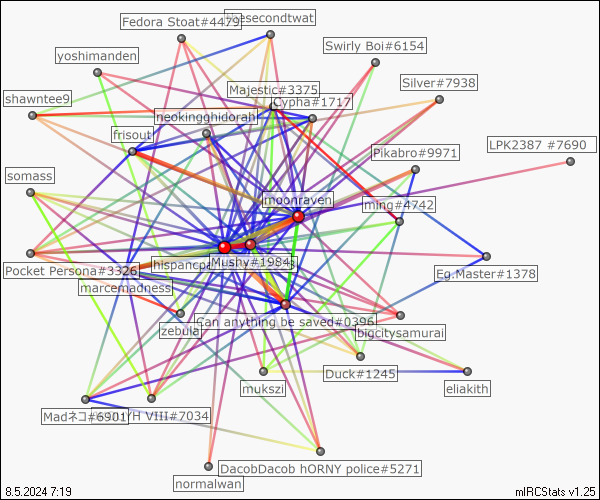 Fedora Stoat#4479
thesecondtwat
Swirly Boi#6154
yoshimanden
Silver#7938
Majestic#3375
shawntee9
Cypha#1717
neokingghidorah
frisout
LPK2387 #7690
Pikabro#9971
somass
moonraven
ming#4742
Mushy#1984
Pocket Persona#3326
Eg.Master#1378
marcemadness
Can anything be saved#0396
zebula
bigcitysamurai
Duck#1245
mukszi
eliakith
Madネコ#6901
VIII#7034
DacobDacob hORNY police#5271
normalwan
8.5.2024 7:19
mIRCStats v1.25